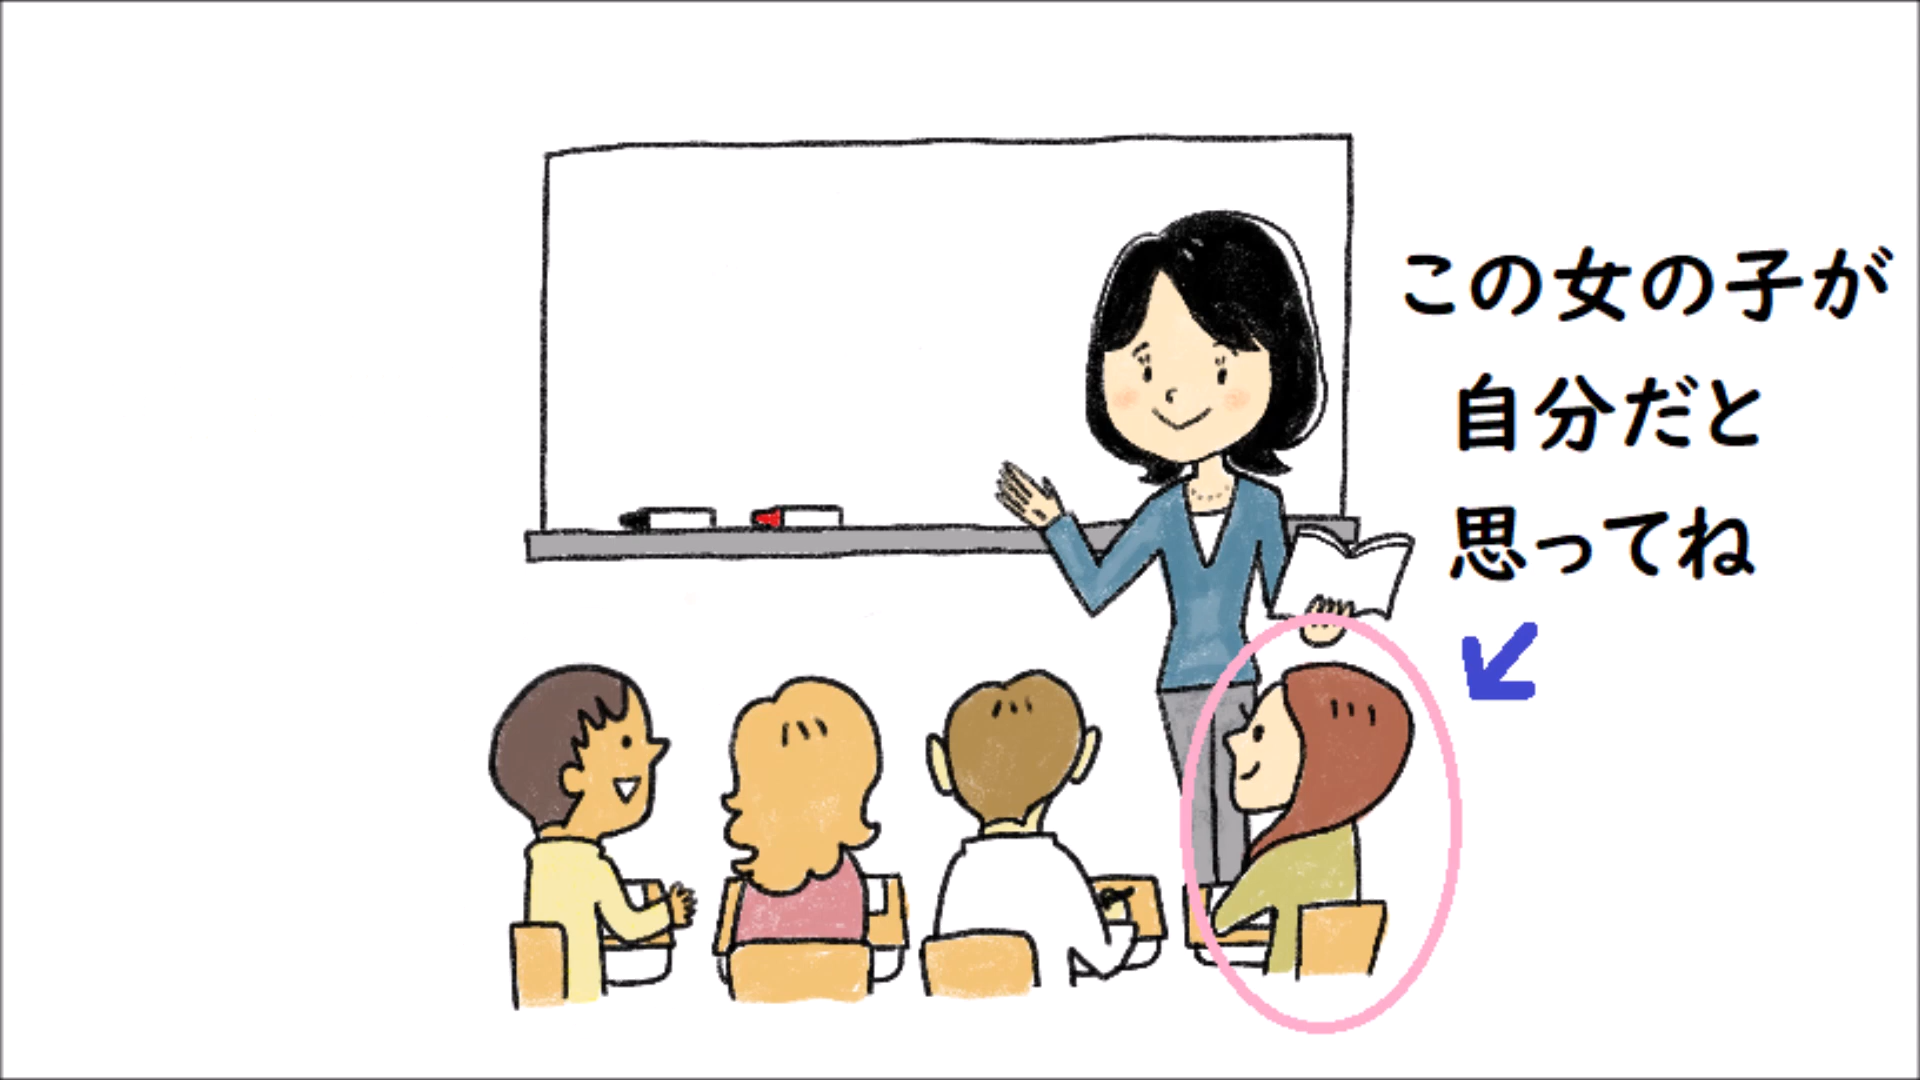 この女の子が
自分だと
思ってね